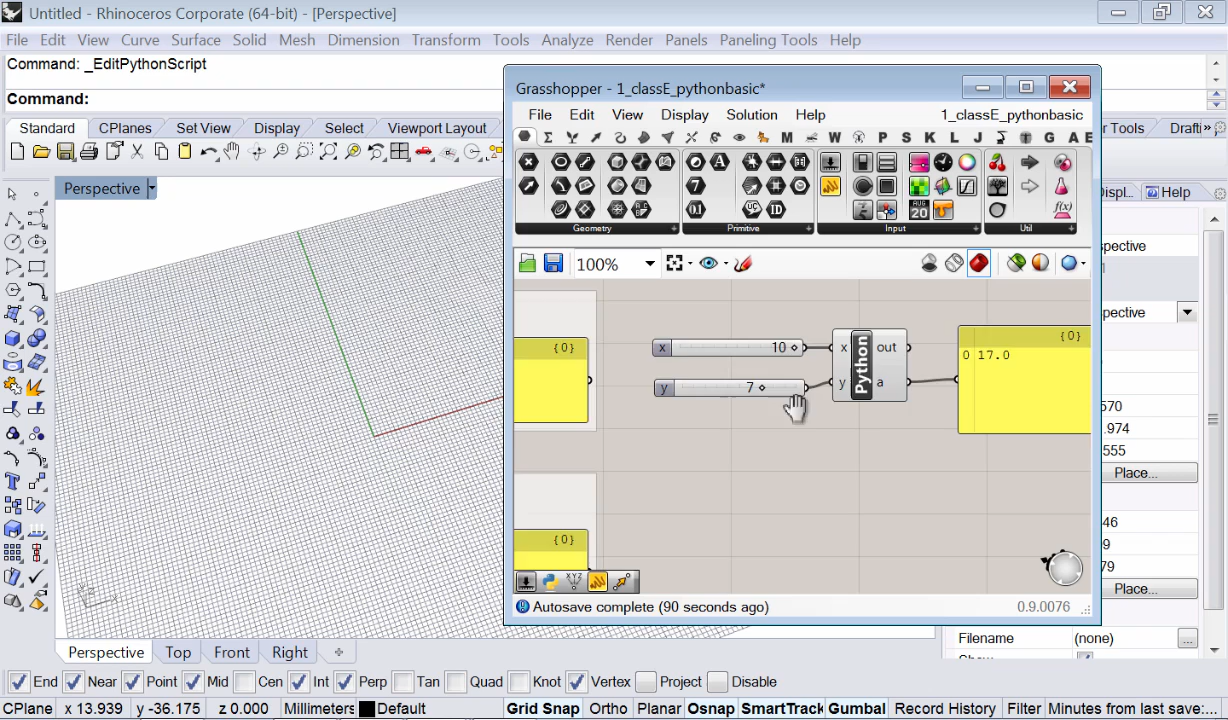 Untitled - Rhinoceros Corporate (64-bit) - [Perspective]
File Edit View Curve Surface Solid Mesh Dimension Transform Tools Analyze Render Panels Paneling Tools Help
Command: _EditPythonScript
Command:
Standard CPlanes Set View Display Select Viewport Layout
r Tools Drafti»
Perspective
Displ... Help
spective
spective
570
.974
555
Place...
46
9
79
Place...
Filename (none) ...
Grasshopper - 1_classE_pythonbasic*
File Edit View Display Solution Help 1_classE_pythonbasic
M W P S K L J G A E
Geometry Primitive Input Util
100%
{0}
x 10 x Python out {0}
0 17.0
y 7 y a
{0}
XYZ
Autosave complete (90 seconds ago) 0.9.0076
Perspective Top Front Right
End Near Point Mid Cen Int Perp Tan Quad Knot Vertex Project Disable
CPlane x 13.939 y -36.175 z 0.000 Millimeters Default Grid Snap Ortho Planar Osnap SmartTrack Gumbal Record History Filter Minutes from last save:...